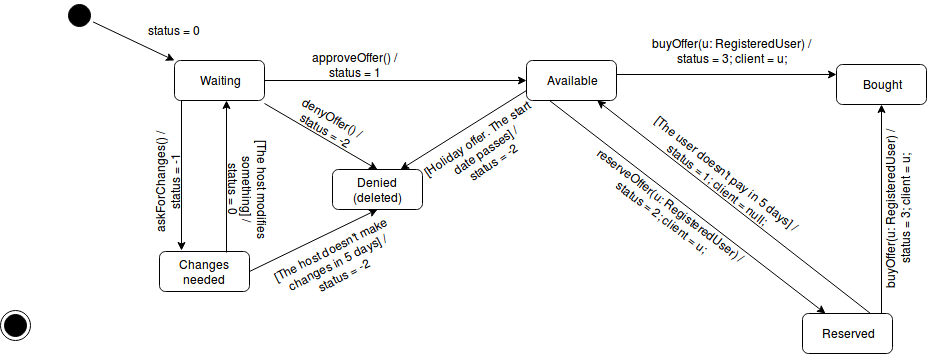 status = 0
buyOffer(u: RegisteredUser) /
status = 3; client = u;
approveOffer() /
status = 1
Waiting
Available
Bought
denyOffer() /
status = -2
[Holiday offer. The start
date passes] /
status = -2
[The user doesn't pay in 5 days] /
status = 1; client = null;
askForChanges() /
status = -1
[The host modifies
something] /
status = 0
Denied
(deleted)
reserveOffer(u: RegisteredUser) /
status = 2; client = u;
buyOffer(u: RegisteredUser) /
status = 3; client = u;
Changes
needed
[The host doesn't make
changes in 5 days] /
status = -2
Reserved